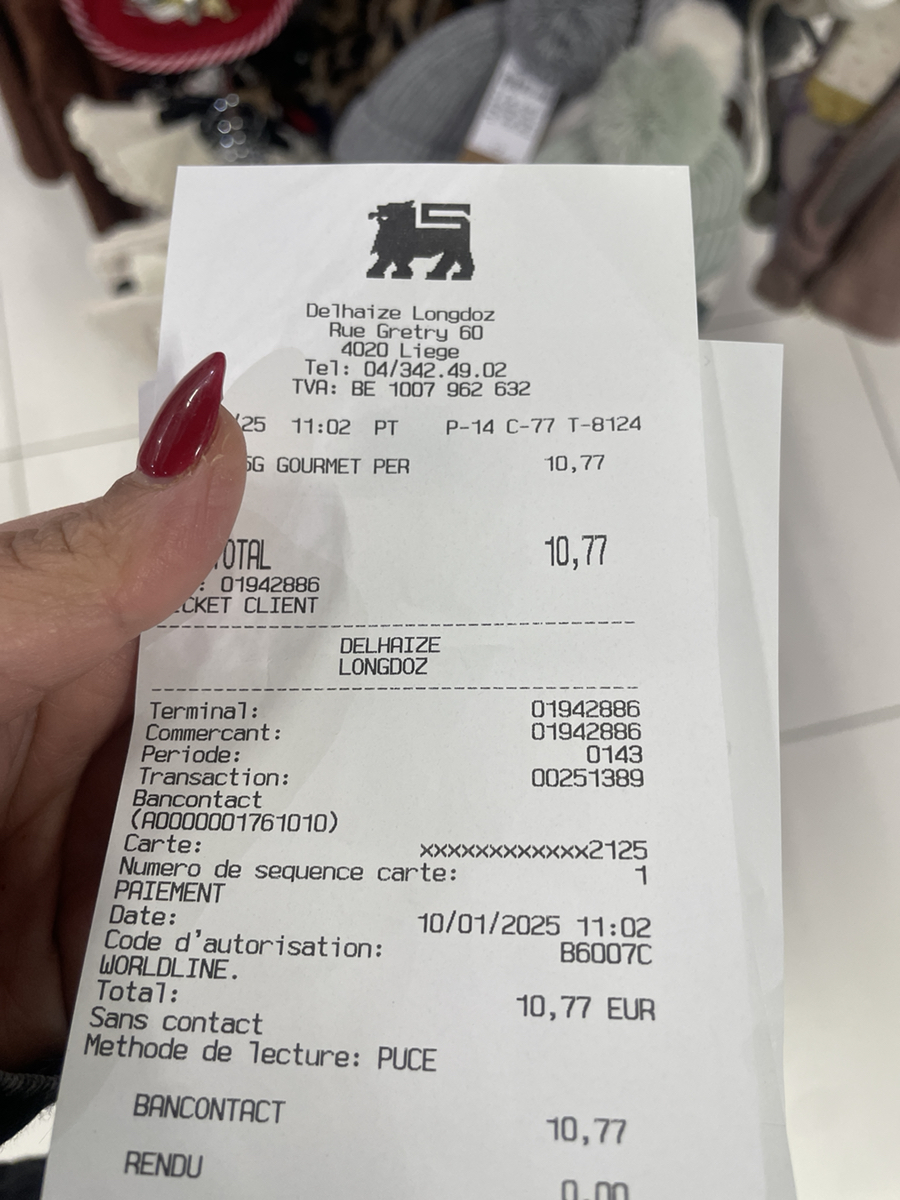 Delhaize Longdoz
Rue Gretry 60
4020 Liege
Tel: 04/342.49.02
TVA: BE 1007 962 632
/25 11:02 PT P-14 C-77 T-8124
GOURMET PER 10,77
OTAL 10,77
: 01942886
CKET CLIENT
DELHAIZE
LONGDOZ
Terminal: 01942886
Commercant: 01942886
Periode: 0143
Transaction: 00251389
Bancontact
(A0000001761010)
Carte: xxxxxxxxxxxxx2125
Numero de sequence carte: 1
PAIEMENT
Date: 10/01/2025 11:02
Code d'autorisation: B6007C
WORLDLINE.
Total: 10,77 EUR
Sans contact
Methode de lecture: PUCE
BANCONTACT 10,77
RENDU 0,00